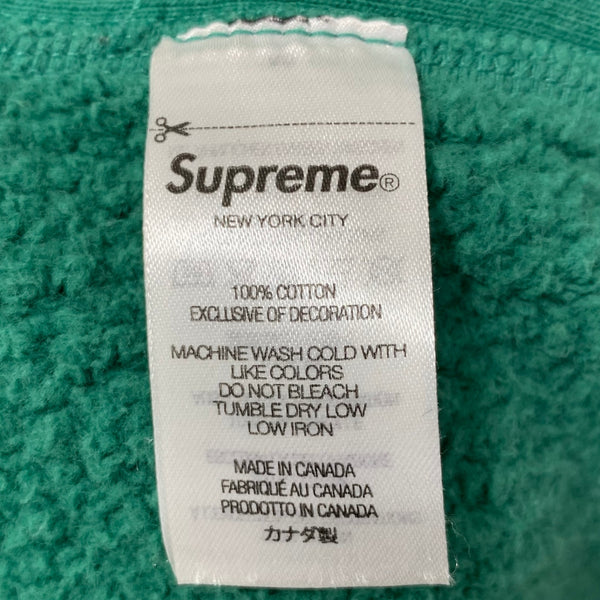 Supreme®
NEW YORK CITY
100% COTTON
EXCLUSIVE OF DECORATION
MACHINE WASH COLD WITH
LIKE COLORS
DO NOT BLEACH
TUMBLE DRY LOW
LOW IRON
MADE IN CANADA
FABRIQUÉ AU CANADA
PRODOTTO IN CANADA
カナダ製